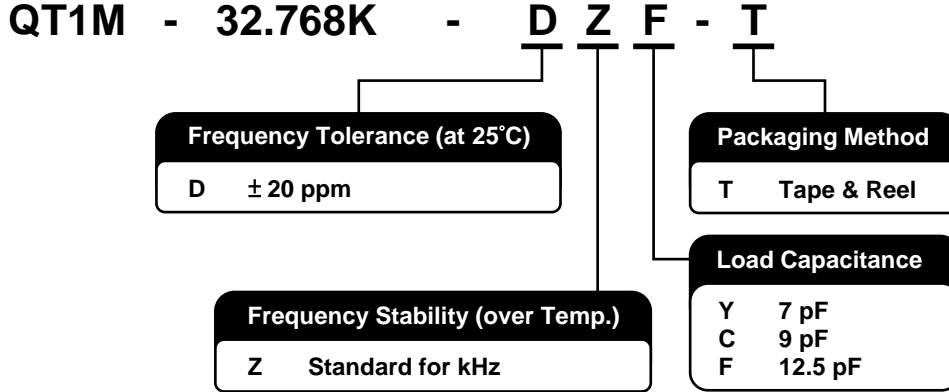 QT1M - 32.768K - D Z F - T
Frequency Tolerance (at 25°C)
D ± 20 ppm
Packaging Method
T Tape & Reel
Load Capacitance
Y 7 pF
C 9 pF
F 12.5 pF
Frequency Stability (over Temp.)
Z Standard for kHz